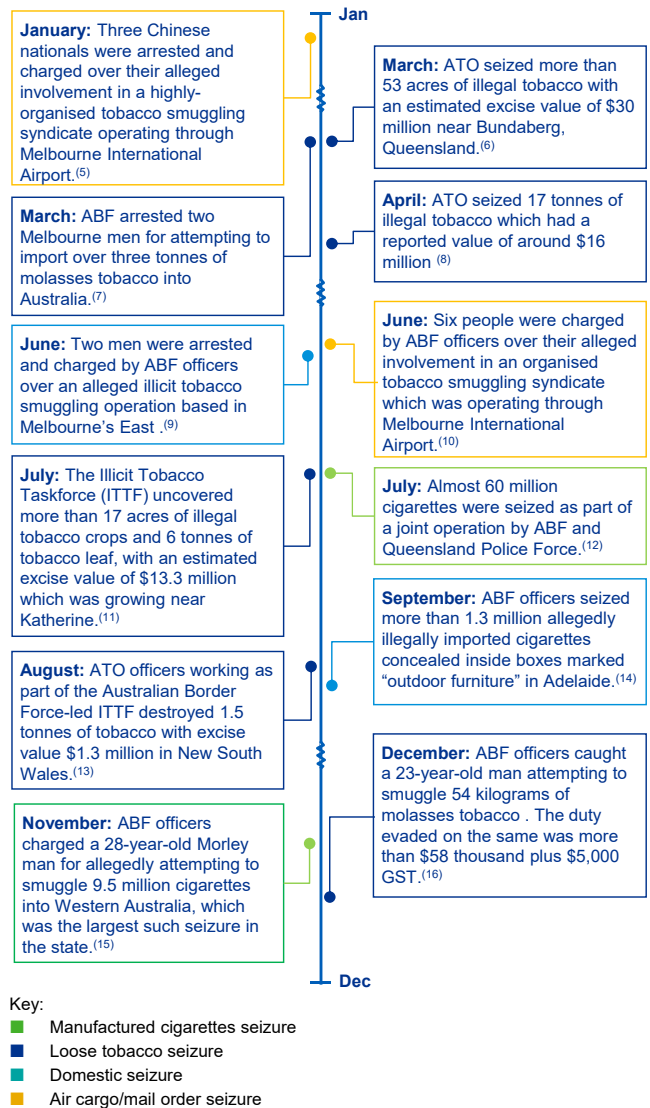 Jan
January: Three Chinese
nationals were arrested and
charged over their alleged
involvement in a highly-
organised tobacco smuggling
syndicate operating through
Melbourne International
Airport.(5)
March: ATO seized more than
53 acres of illegal tobacco with
an estimated excise value of $30
million near Bundaberg,
Queensland.(6)
March: ABF arrested two
Melbourne men for attempting to
import over three tonnes of
molasses tobacco into
Australia.(7)
April: ATO seized 17 tonnes of
illegal tobacco which had a
reported value of around $16
million (8)
June: Two men were arrested
and charged by ABF officers
over an alleged illicit tobacco
smuggling operation based in
Melbourne's East .(9)
June: Six people were charged
by ABF officers over their alleged
involvement in an organised
tobacco smuggling syndicate
which was operating through
Melbourne International
Airport.(10)
July: The Illicit Tobacco
Taskforce (ITTF) uncovered
more than 17 acres of illegal
tobacco crops and 6 tonnes of
tobacco leaf, with an estimated
excise value of $13.3 million
which was growing near
Katherine.(11)
July: Almost 60 million
cigarettes were seized as part of
a joint operation by ABF and
Queensland Police Force.(12)
September: ABF officers seized
more than 1.3 million allegedly
illegally imported cigarettes
concealed inside boxes marked
“outdoor furniture” in Adelaide.(14)
August: ATO officers working as
part of the Australian Border
Force-led ITTF destroyed 1.5
tonnes of tobacco with excise
value $1.3 million in New South
Wales.(13)
December: ABF officers caught
a 23-year-old man attempting to
smuggle 54 kilograms of
molasses tobacco . The duty
evaded on the same was more
than $58 thousand plus $5,000
GST.(16)
November: ABF officers
charged a 28-year-old Morley
man for allegedly attempting to
smuggle 9.5 million cigarettes
into Western Australia, which
was the largest such seizure in
the state.(15)
Dec
Key:
Manufactured cigarettes seizure
Loose tobacco seizure
Domestic seizure
Air cargo/mail order seizure